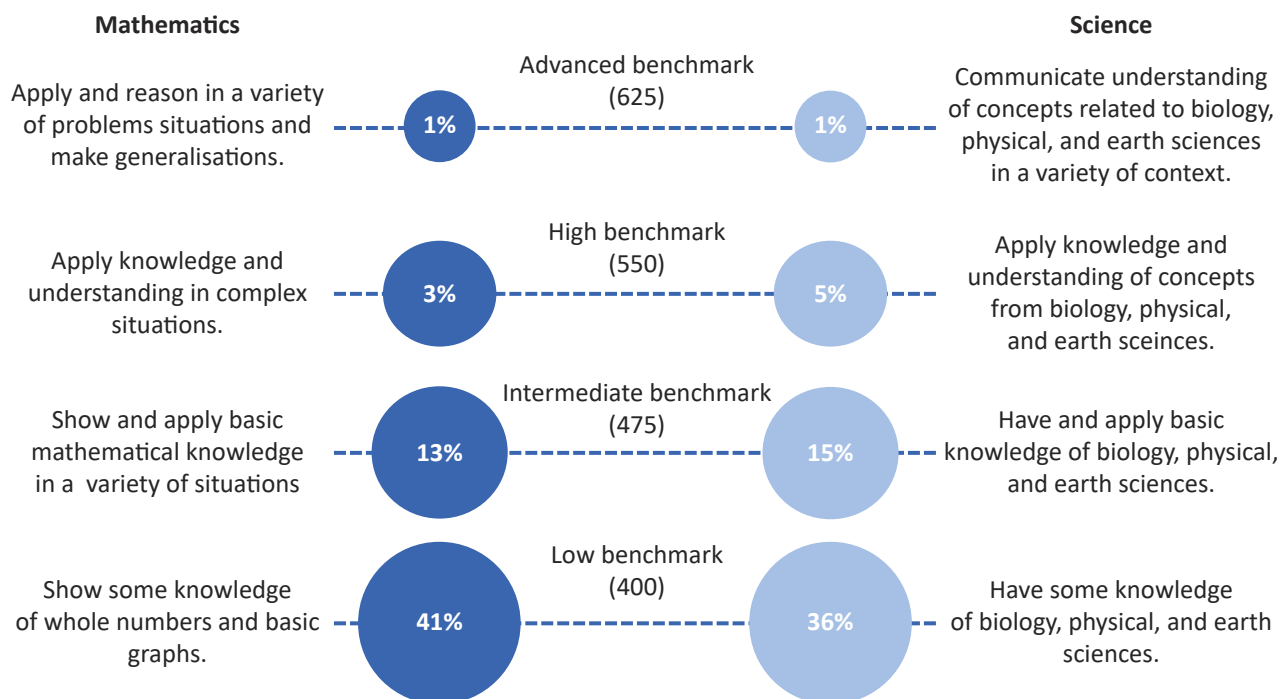 Mathematics
Science
Advanced benchmark
(625)
Apply and reason in a variety
of problems situations and
make generalisations.
1%
1%
Communicate understanding
of concepts related to biology,
physical, and earth sciences
in a variety of context.
High benchmark
(550)
Apply knowledge and
understanding in complex
situations.
3%
5%
Apply knowledge and
understanding of concepts
from biology, physical,
and earth sceinces.
Intermediate benchmark
(475)
Show and apply basic
mathematical knowledge
in a variety of situations
13%
15%
Have and apply basic
knowledge of biology, physical,
and earth sciences.
Low benchmark
(400)
Show some knowledge
of whole numbers and basic
graphs.
41%
36%
Have some knowledge
of biology, physical, and earth
sciences.